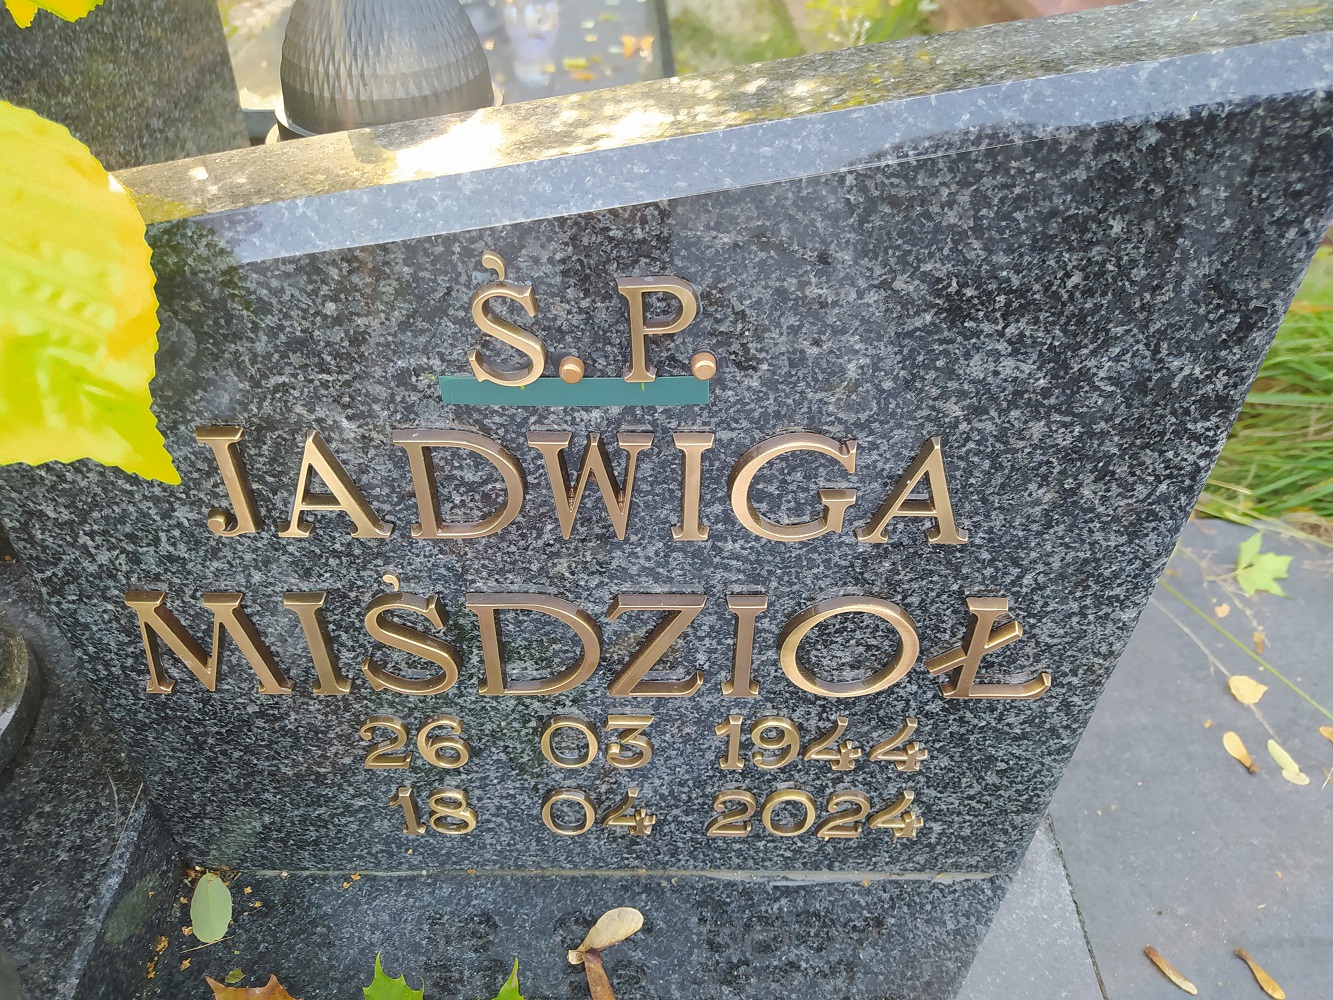 Ś. P.
JADWIGA
MIŚDZIOŁ
26 03 1944
18 04 2024